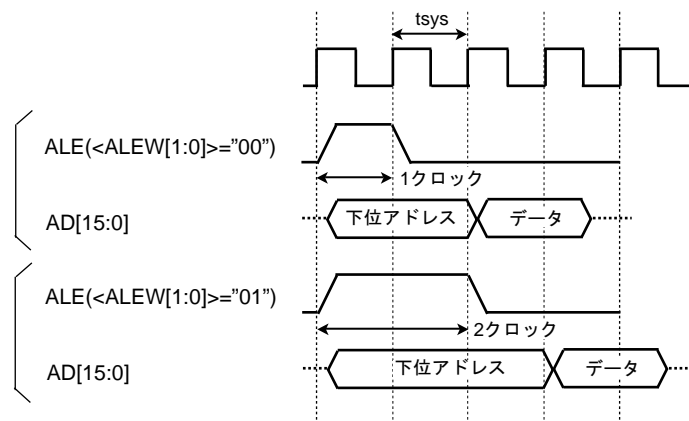 tsys
ALE(<ALEW[1:0]>=”00”)
1クロック
AD[15:0]
下位アドレス データ
ALE(<ALEW[1:0]>=”01”)
2クロック
AD[15:0]
下位アドレス データ